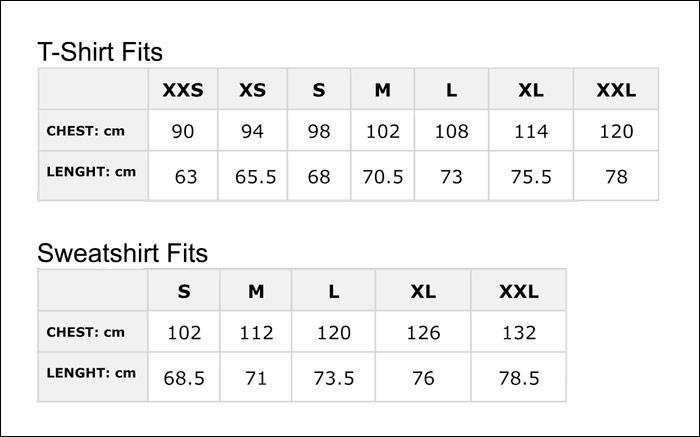 T-Shirt Fits
XXS XS S M L XL XXL
CHEST: cm 90 94 98 102 108 114 120
LENGHT: cm 63 65.5 68 70.5 73 75.5 78
Sweatshirt Fits
S M L XL XXL
CHEST: cm 102 112 120 126 132
LENGHT: cm 68.5 71 73.5 76 78.5